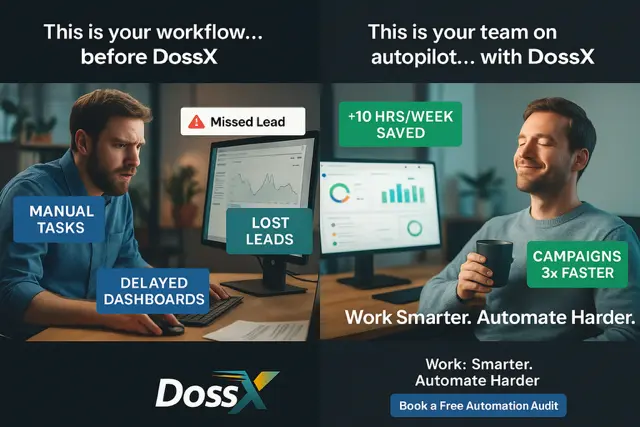 This is your workflow...
before DossX
Missed Lead
MANUAL
TASKS
LOST
LEADS
DELAYED
DASHBOARDS
DossX
This is your team on
autopilot... with DossX
+10 HRS/WEEK
SAVED
CAMPAIGNS
3x FASTER
Work Smarter. Automate Harder.
Work: Smarter.
Automate Harder
Book a Free Automation Audit